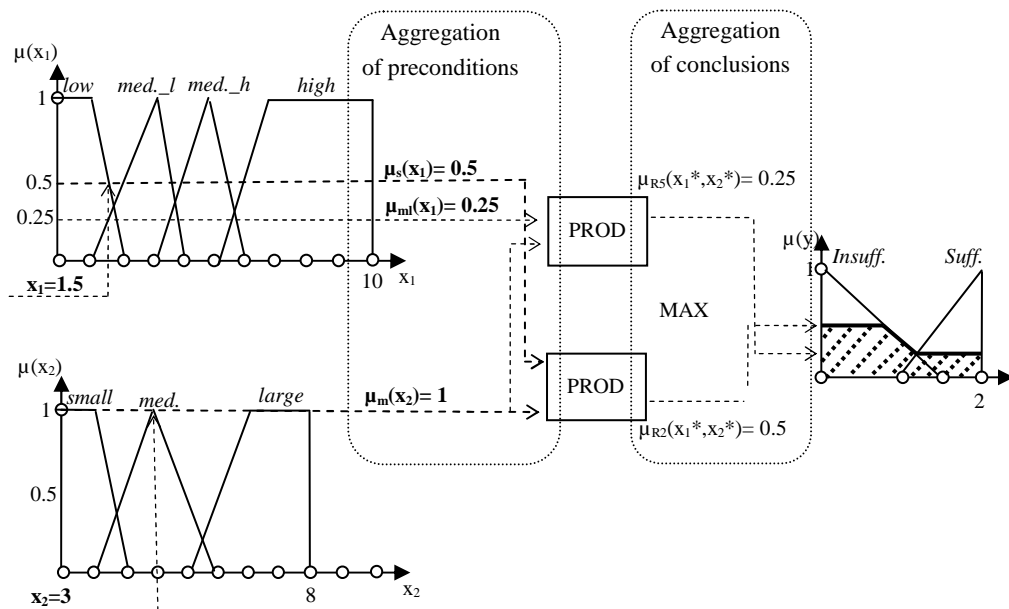 Aggregation
of preconditions
Aggregation
of conclusions
μ(x1)
low
med._l
med._h
high
1
0.5
0.25
μs(x1)= 0.5
μml(x1)= 0.25
PROD
μR5(x1*,x2*)= 0.25
x1=1.5
10
x1
MAX
μ(y)
Insuff.
Suff.
1
2
μ(x2)
small
med.
large
1
0.5
μm(x2)= 1
PROD
μR2(x1*,x2*)= 0.5
x2=3
8
x2